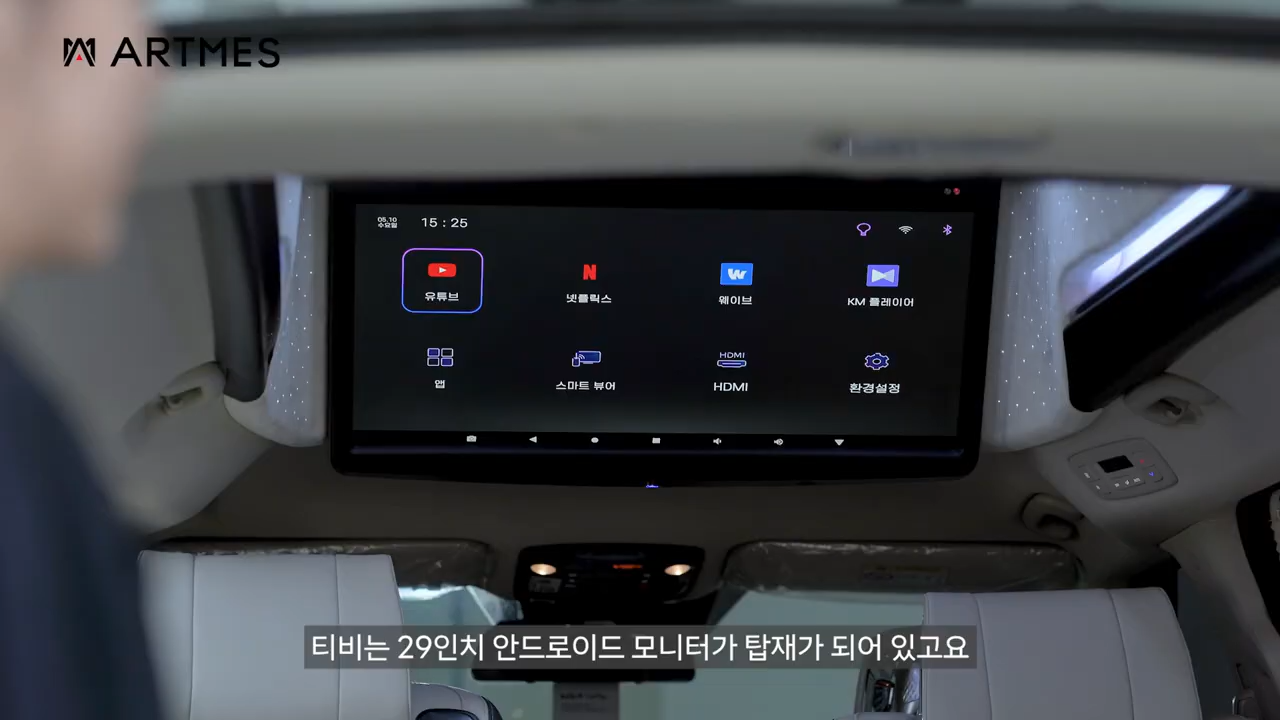 ARTMES
05.10
수요일
15 : 25
유튜브
넷플릭스
웨이브
KM 플레이어
앱
스마트 뷰어
HDMI
HDMI
환경설정
티비는 29인치 안드로이드 모니터가 탑재가 되어 있고요